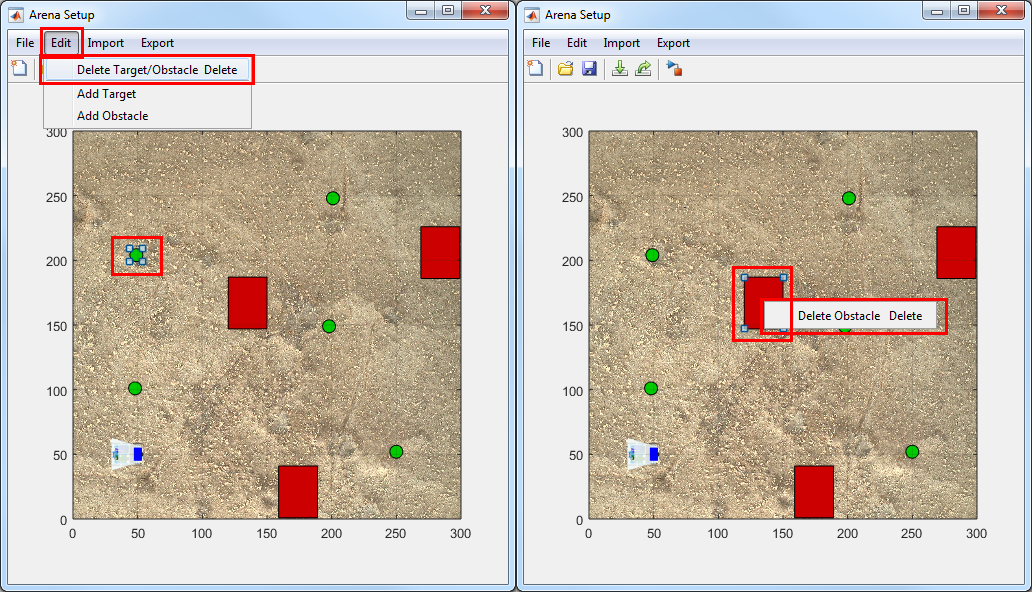 Arena Setup
File Edit Import Export
Delete Target/Obstacle Delete
Add Target
Add Obstacle
300
250
200
150
100
50
0
0 50 100 150 200 250 300
Arena Setup
File Edit Import Export
300
250
200
150
100
50
0
Delete Obstacle Delete
0 50 100 150 200 250 300